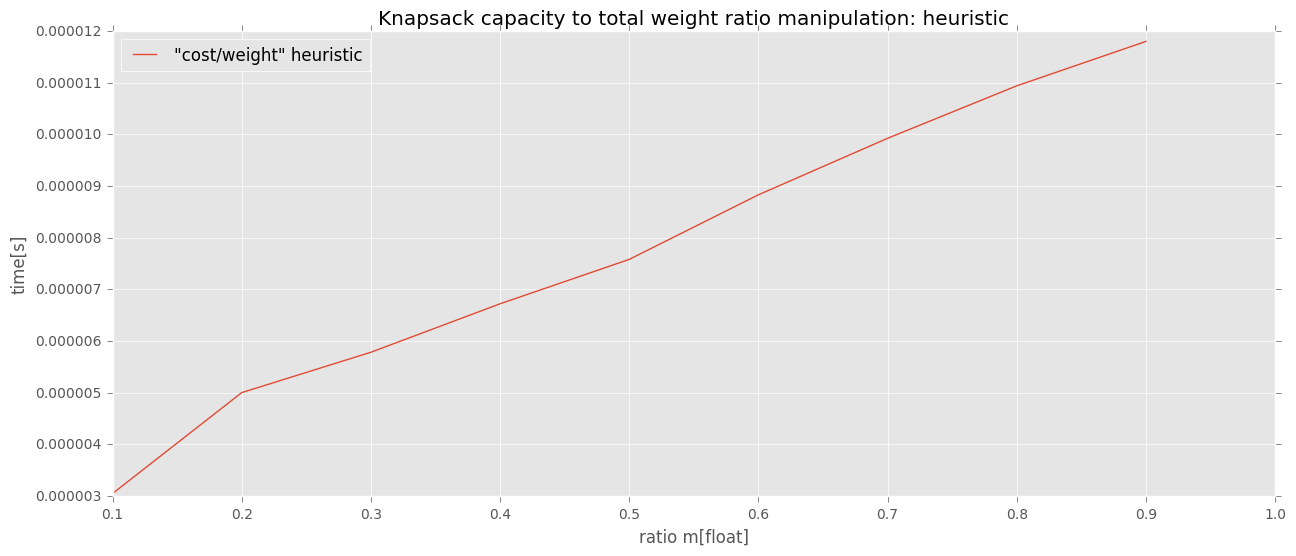 Knapsack capacity to total weight ratio manipulation: heuristic
"cost/weight" heuristic
0.000012
0.000011
0.000010
0.000009
0.000008
0.000007
0.000006
0.000005
0.000004
0.000003
time[s]
0.1 0.2 0.3 0.4 0.5 0.6 0.7 0.8 0.9 1.0
ratio m[float]